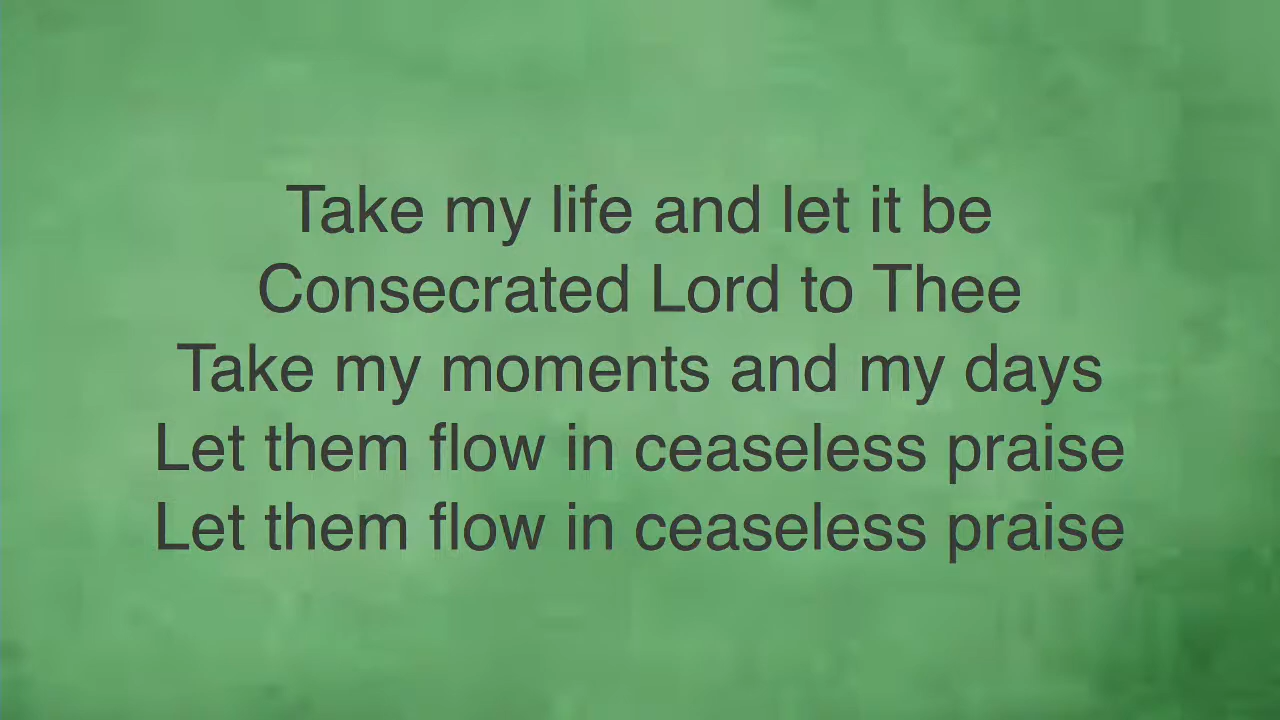 Take my life and let it be
Consecrated Lord to Thee
Take my moments and my days
Let them flow in ceaseless praise
Let them flow in ceaseless praise